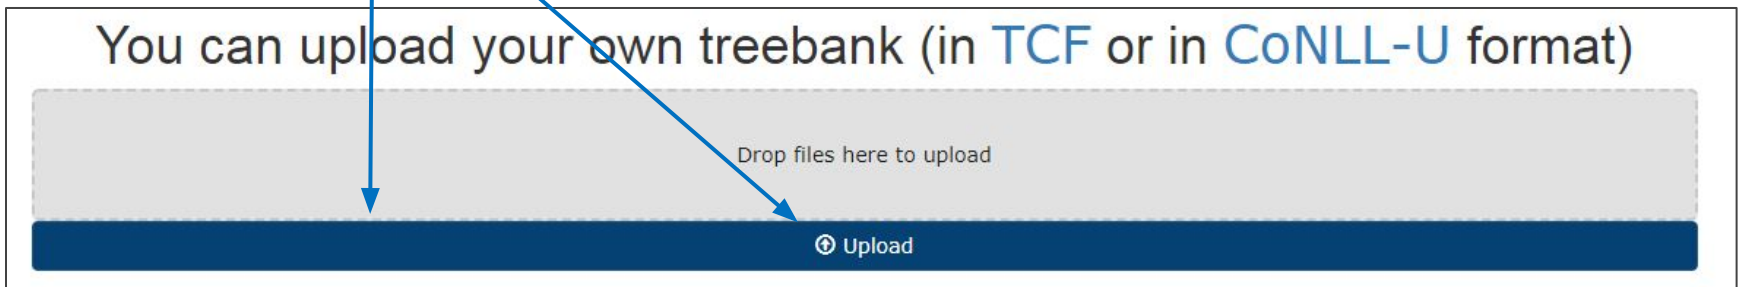 You can upload your own treebank (in TCF or in CoNLL-U format)
Drop files here to upload
Upload